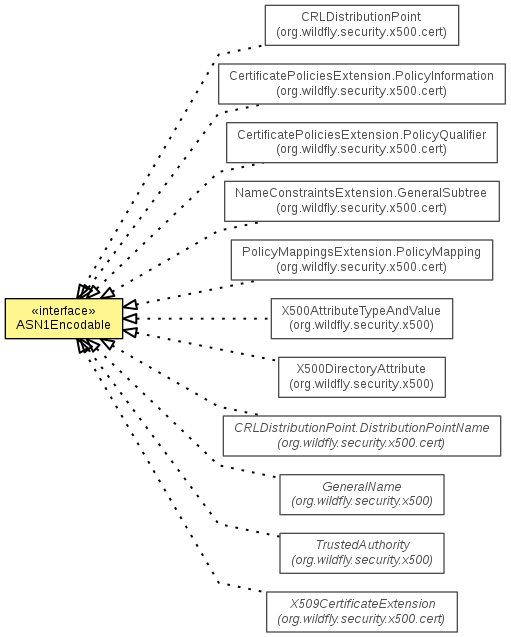 CRLDistributionPoint
(org.wildfly.security.x500.cert)
CertificatePoliciesExtension.PolicyInformation
(org.wildfly.security.x500.cert)
CertificatePoliciesExtension.PolicyQualifier
(org.wildfly.security.x500.cert)
NameConstraintsExtension.GeneralSubtree
(org.wildfly.security.x500.cert)
PolicyMappingsExtension.PolicyMapping
(org.wildfly.security.x500.cert)
«interface»
ASN1Encodable
X500AttributeTypeAndValue
(org.wildfly.security.x500)
X500DirectoryAttribute
(org.wildfly.security.x500)
CRLDistributionPoint.DistributionPointName
(org.wildfly.security.x500.cert)
GeneralName
(org.wildfly.security.x500)
TrustedAuthority
(org.wildfly.security.x500)
X509CertificateExtension
(org.wildfly.security.x500.cert)